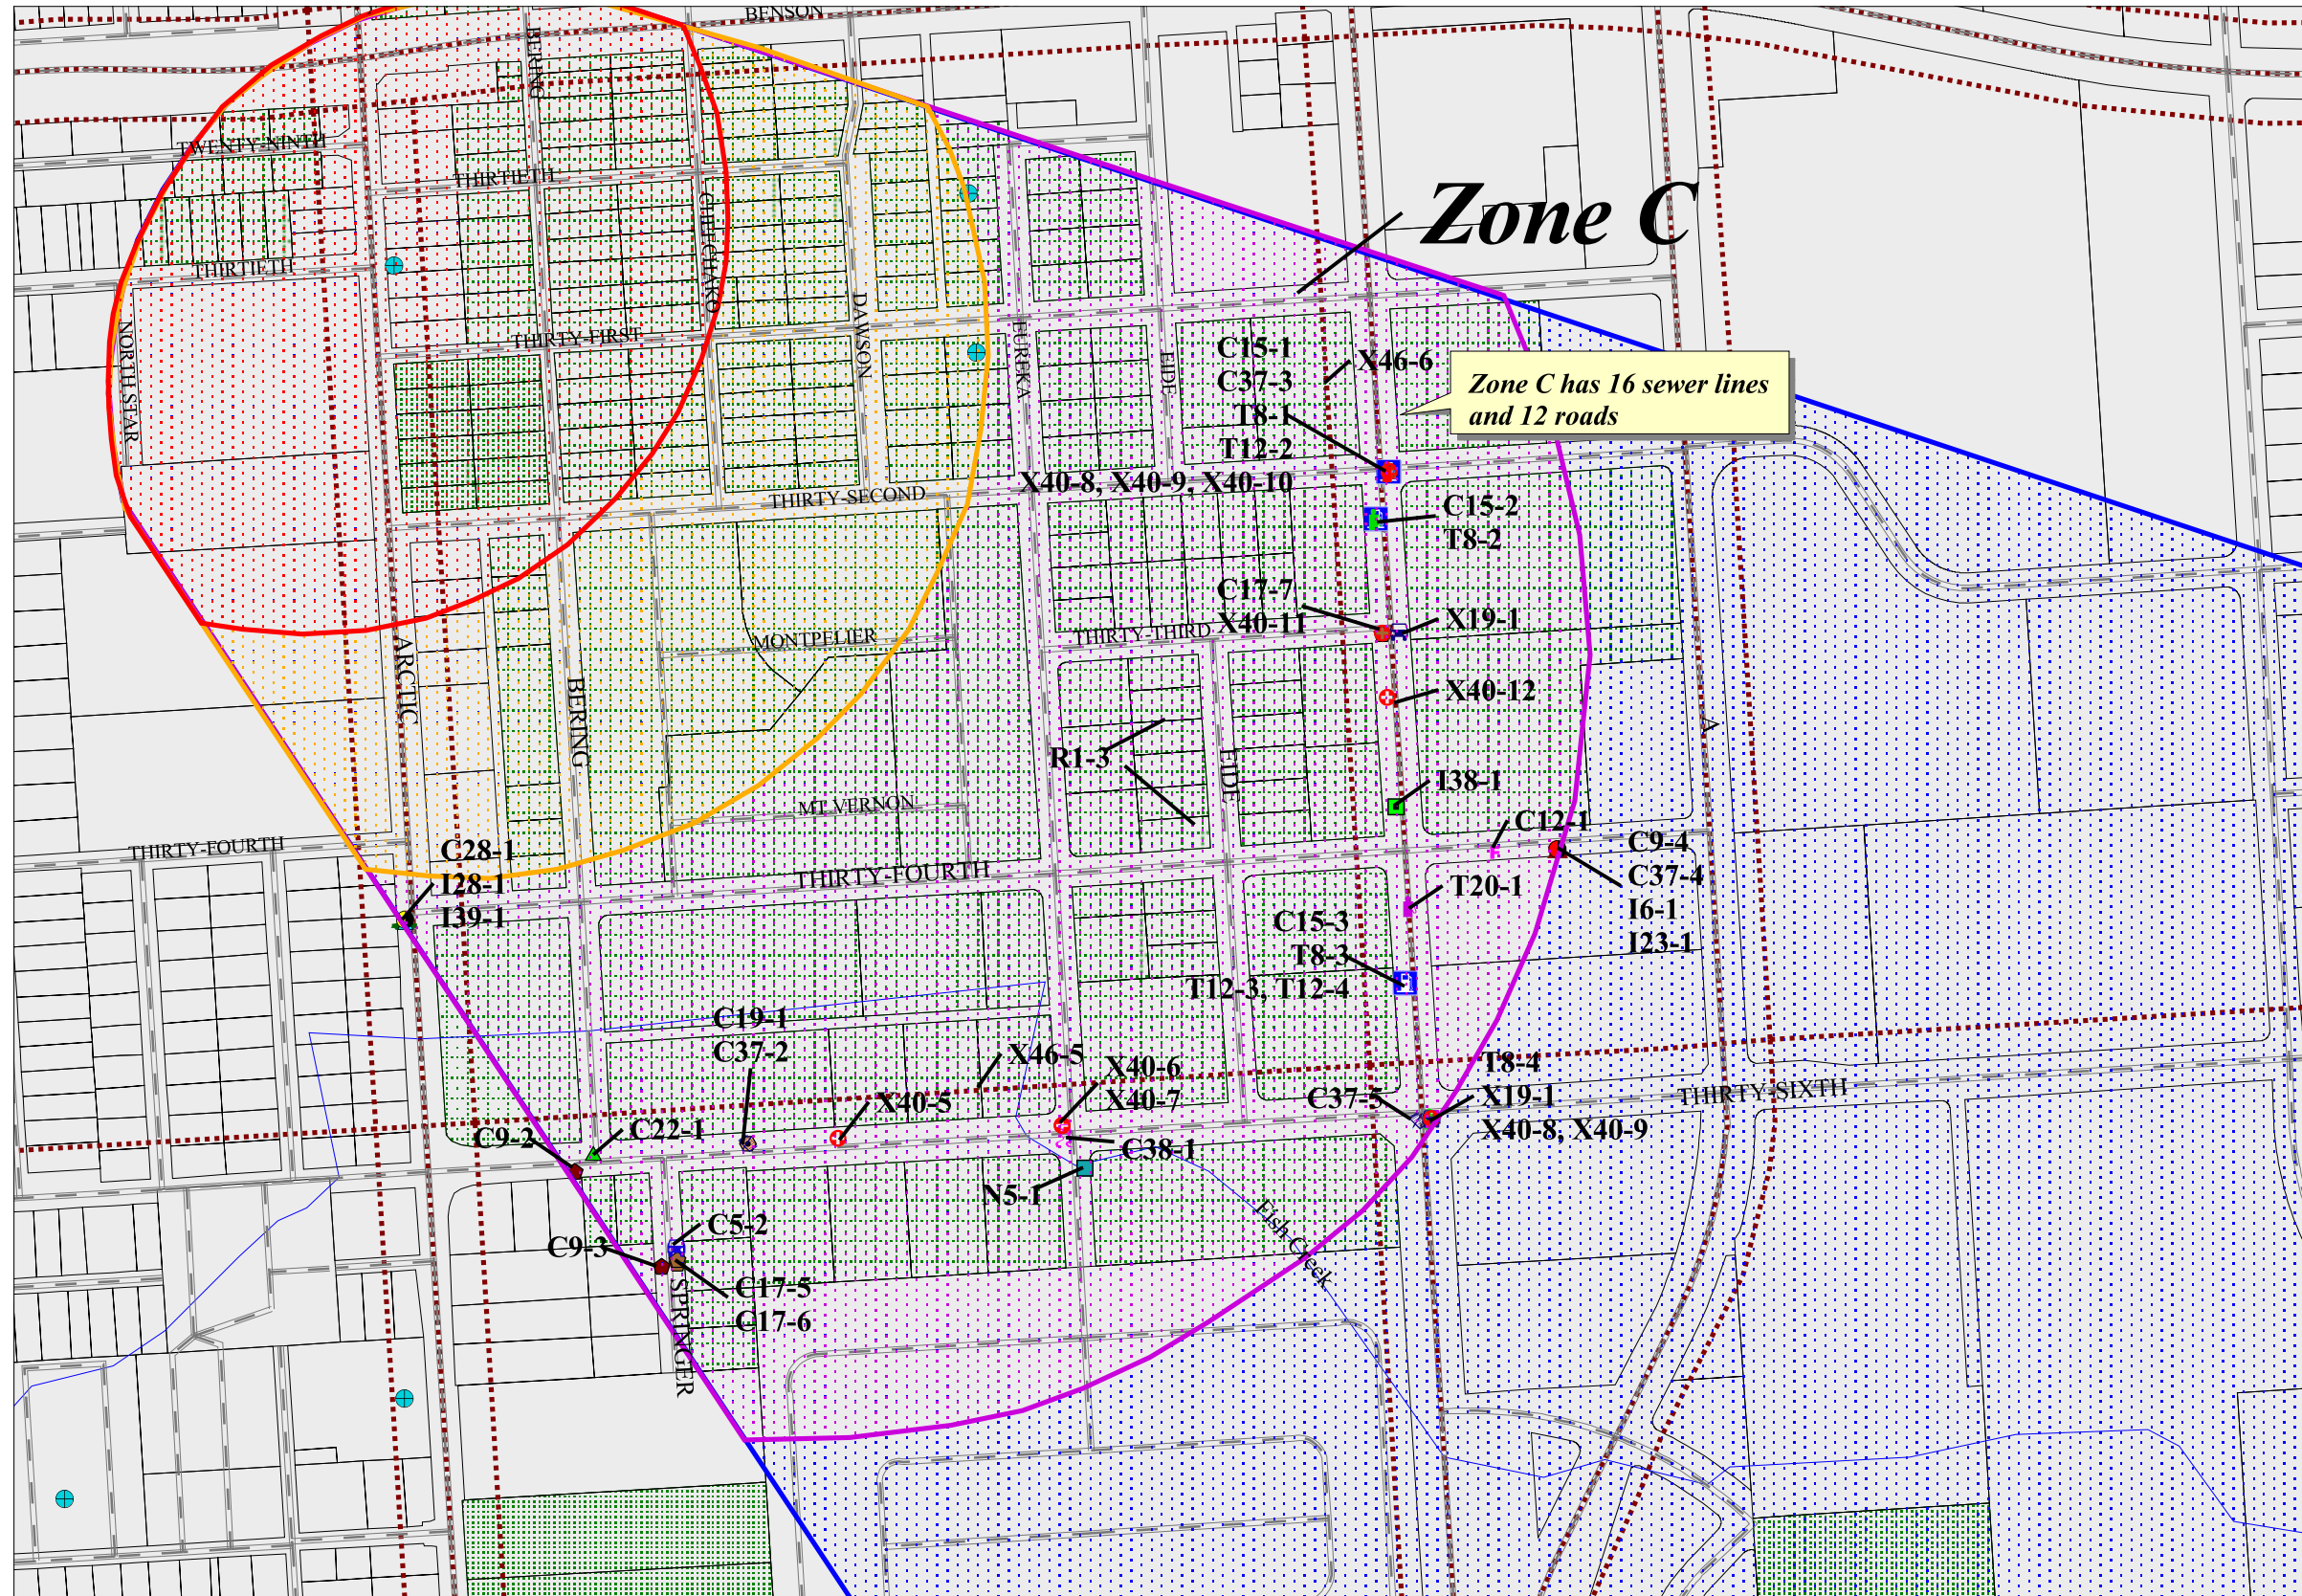 BENSON
BERING
TWENTY-NINTH
THIRTIETH
Zone C
CLEIT CHARO
THIRTIETH
NORTH STAR
THIRTY-FIRST
DAWSON
EUREKA
EIDE
C15-1
C37-3
T8-1
T12-2
X40-8, X40-9, X40-10
X46-6
Zone C has 16 sewer lines
and 12 roads
THIRTY-SECOND
C15-2
T8-2
C17-7
X40-11
X19-1
THIRTY-THIRD
MONTPELIER
ARCTIC
BERING
X40-12
A
R1-3
EIDE
I38-1
MT VERNON
C12-1
THIRTY-FOURTH
C28-1
I28-1
I39-1
THIRTY-FOURTH
C9-4
C37-4
I6-1
I23-1
T20-1
C15-3
T8-3
T12-3, T12-4
C19-1
C37-2
X46-5
X40-6
X40-7
T8-4
X19-1
X40-8, X40-9
THIRTY-SIXTH
C37-5
X40-5
C9-2
C22-1
C38-1
N5-1
C5-2
C9-3
Fish Creek
C17-5
C17-6
SPRINGER